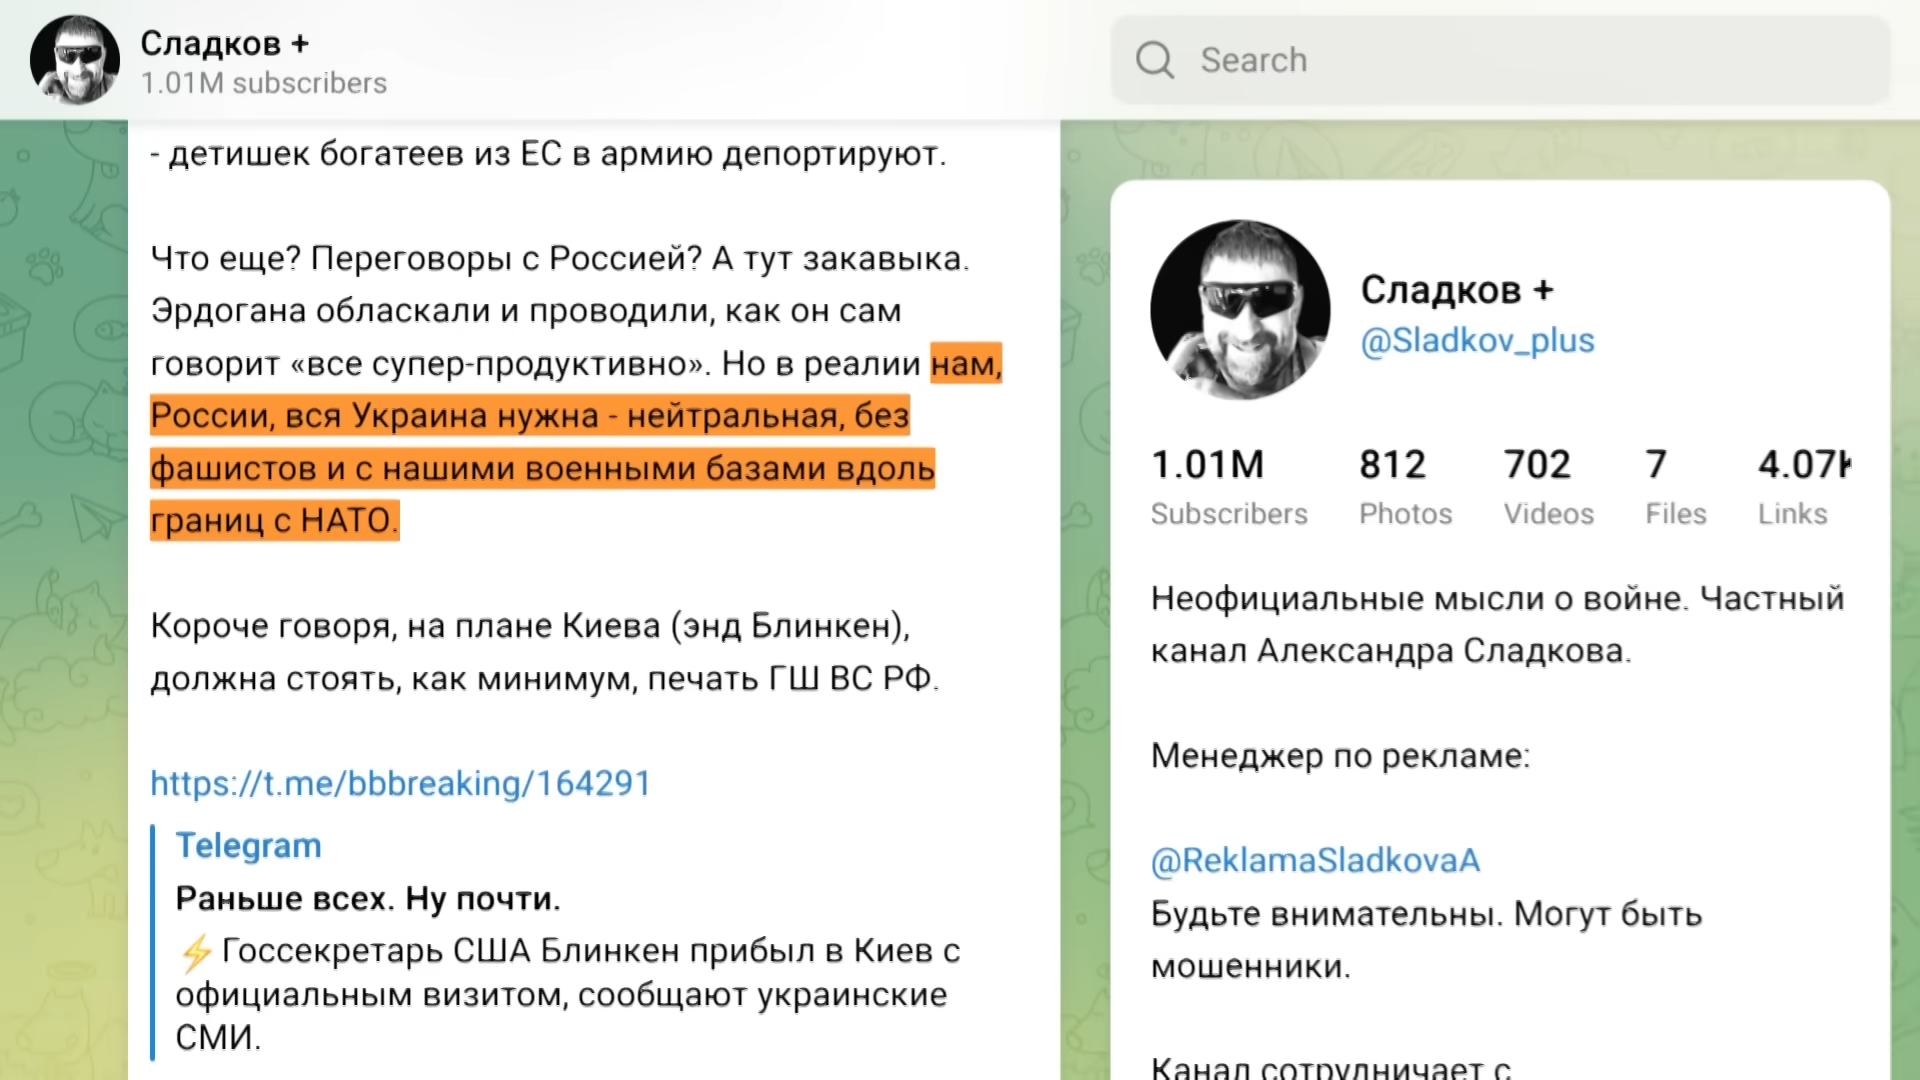 Сладков +
1.01M subscribers
Search
- детишек богатеев из ЕС в армию депортируют.
Что еще? Переговоры с Россией? А тут закавыка.
Эрдогана обласкали и проводили, как он сам
говорит «все супер-продуктивно». Но в реалии нам,
России, вся Украина нужна - нейтральная, без
фашистов и с нашими военными базами вдоль
границ с НАТО.
Короче говоря, на плане Киева (энд Блинкен),
должна стоять, как минимум, печать ГШ ВС РФ.
https://t.me/bbbreaking/164291
Telegram
Раньше всех. Ну почти.
⚡Госсекретарь США Блинкен прибыл в Киев с
официальным визитом, сообщают украинские
СМИ.
Сладков +
@Sladkov_plus
1.01M 812 702 7 4.07K
Subscribers Photos Videos Files Links
Неофициальные мысли о войне. Частный
канал Александра Сладкова.
Менеджер по рекламе:
@ReklamaSladkovaA
Будьте внимательны. Могут быть
мошенники.
Канал сотрудничает с